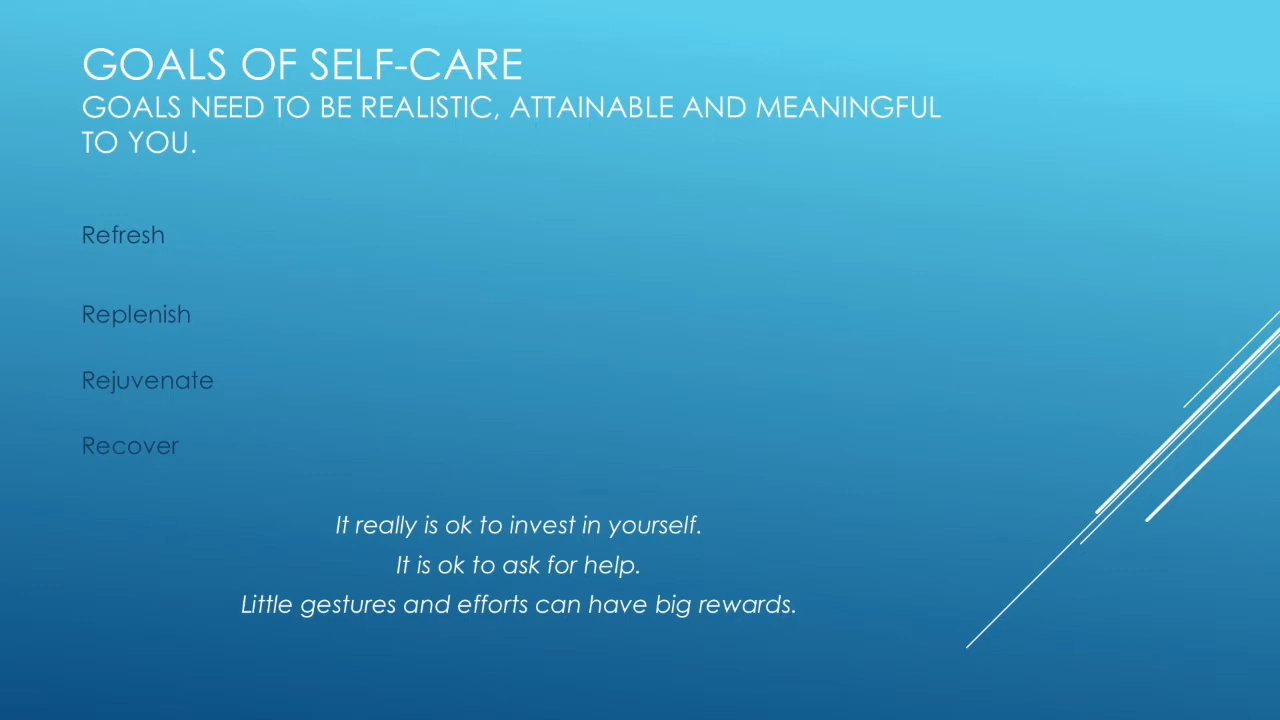 GOALS OF SELF-CARE
GOALS NEED TO BE REALISTIC, ATTAINABLE AND MEANINGFUL
TO YOU.
Refresh
Replenish
Rejuvenate
Recover
It really is ok to invest in yourself.
It is ok to ask for help.
Little gestures and efforts can have big rewards.